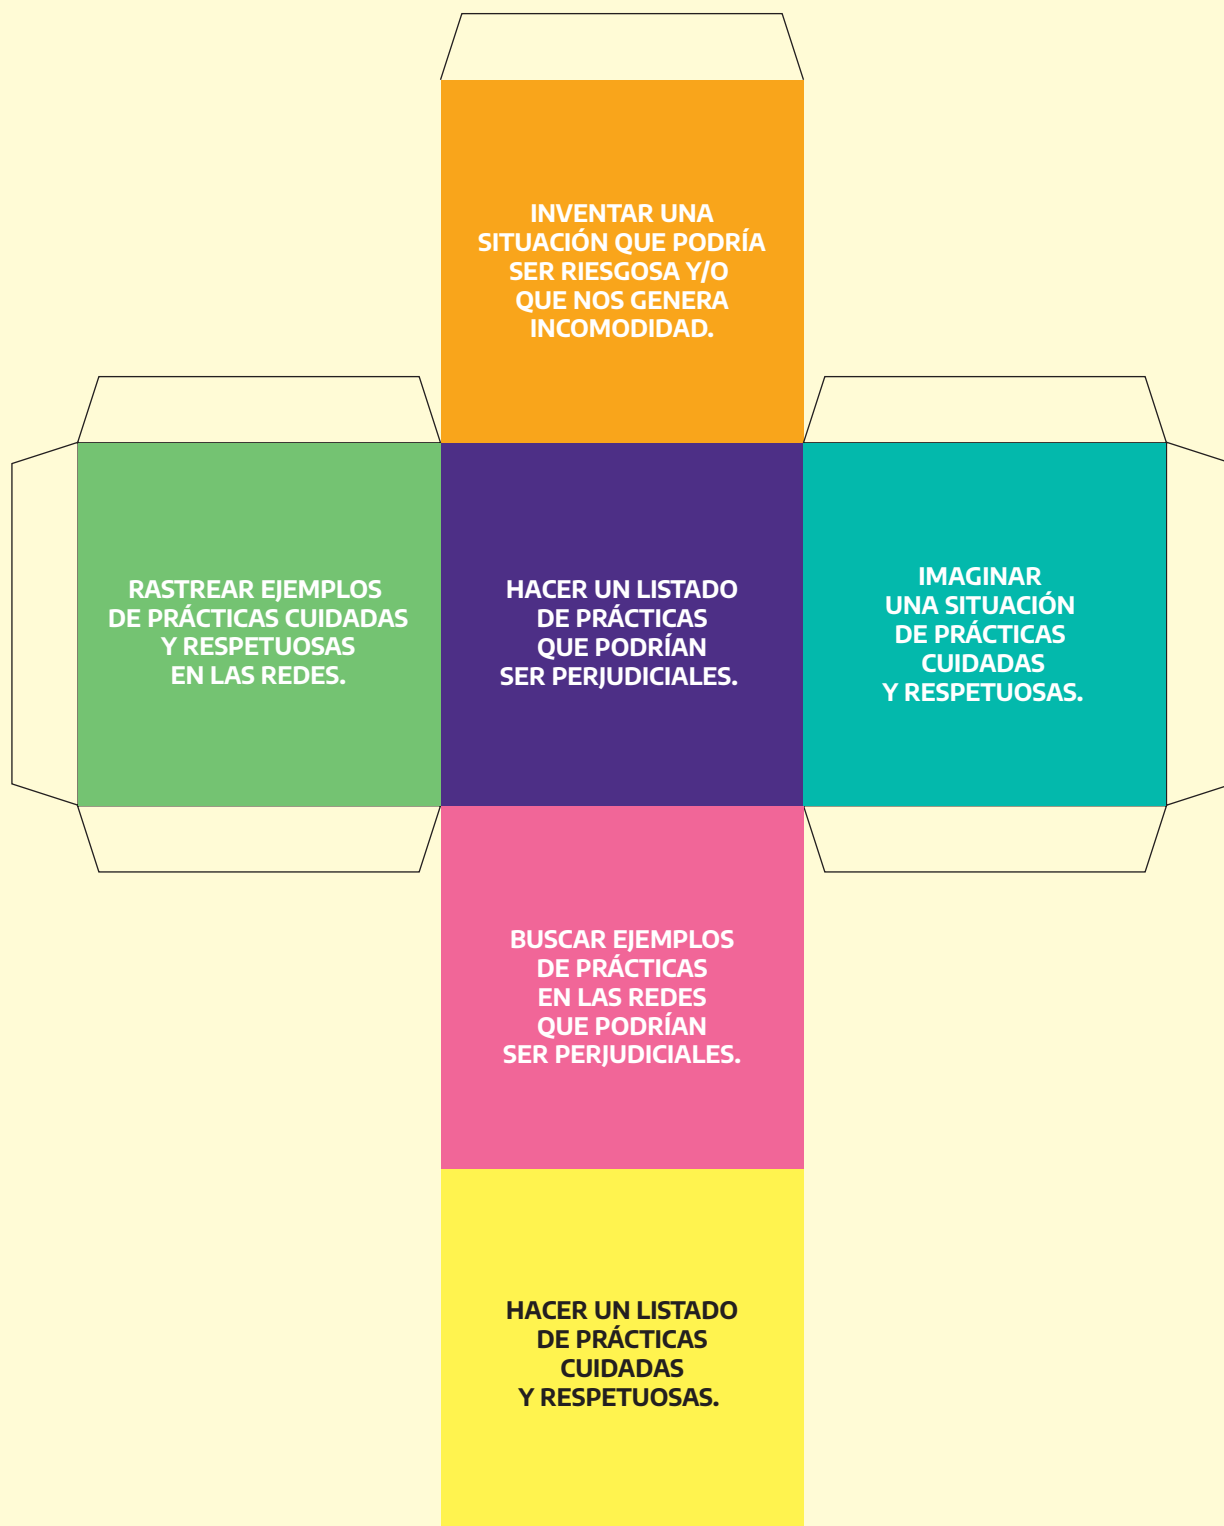 INVENTAR UNA
SITUACIÓN QUE PODRÍA
SER RIESGOSA Y/O
QUE NOS GENERA
INCOMODIDAD.
RASTREAR EJEMPLOS
DE PRÁCTICAS CUIDADAS
Y RESPETUOSAS
EN LAS REDES.
HACER UN LISTADO
DE PRÁCTICAS
QUE PODRÍAN
SER PERJUDICIALES.
IMAGINAR
UNA SITUACIÓN
DE PRÁCTICAS
CUIDADAS
Y RESPETUOSAS.
BUSCAR EJEMPLOS
DE PRÁCTICAS
EN LAS REDES
QUE PODRÍAN
SER PERJUDICIALES.
HACER UN LISTADO
DE PRÁCTICAS
CUIDADAS
Y RESPETUOSAS.